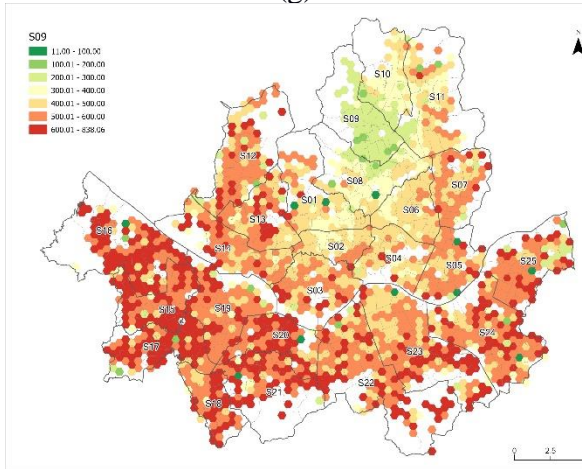 (g)
S09
11.00 - 100.00
100.01 - 200.00
200.01 - 300.00
300.01 - 400.00
400.01 - 500.00
500.01 - 600.00
600.01 - 838.06
N
S10
S11
S09
S12
S08
S07
S01
S06
S13
S16
S02
S14
S04
S05
S25
S03
S15
S19
S20
S24
S17
S23
S22
S21
S18
0 2.5